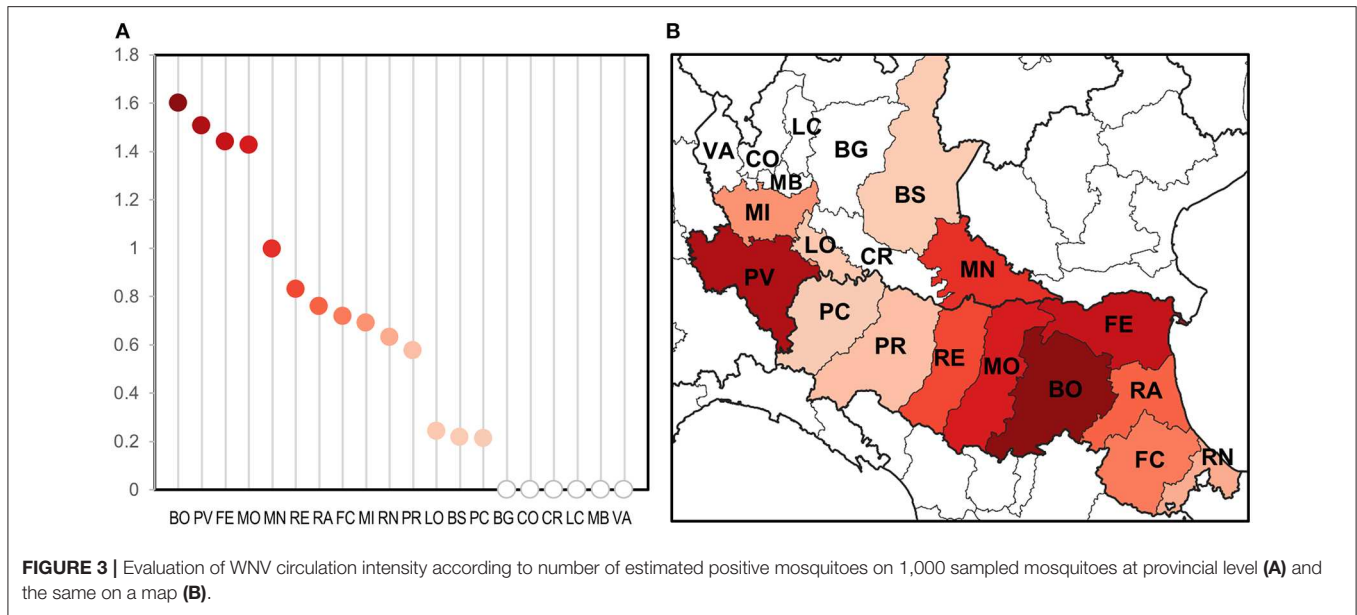 A
B
1.8
1.6
1.4
1.2
1
0.8
0.6
0.4
0.2
0
BO PV FE MO MN RE RA FC MI RN PR LO BS PC BG CO CR LC MB VA
LC
VA CO BG
MB
BS
MI
LO CR
PV MN
PC
FE
PR RE MO
BO RA
FC RN
FIGURE 3 | Evaluation of WNV circulation intensity according to number of estimated positive mosquitoes on 1,000 sampled mosquitoes at provincial level (A) and
the same on a map (B).